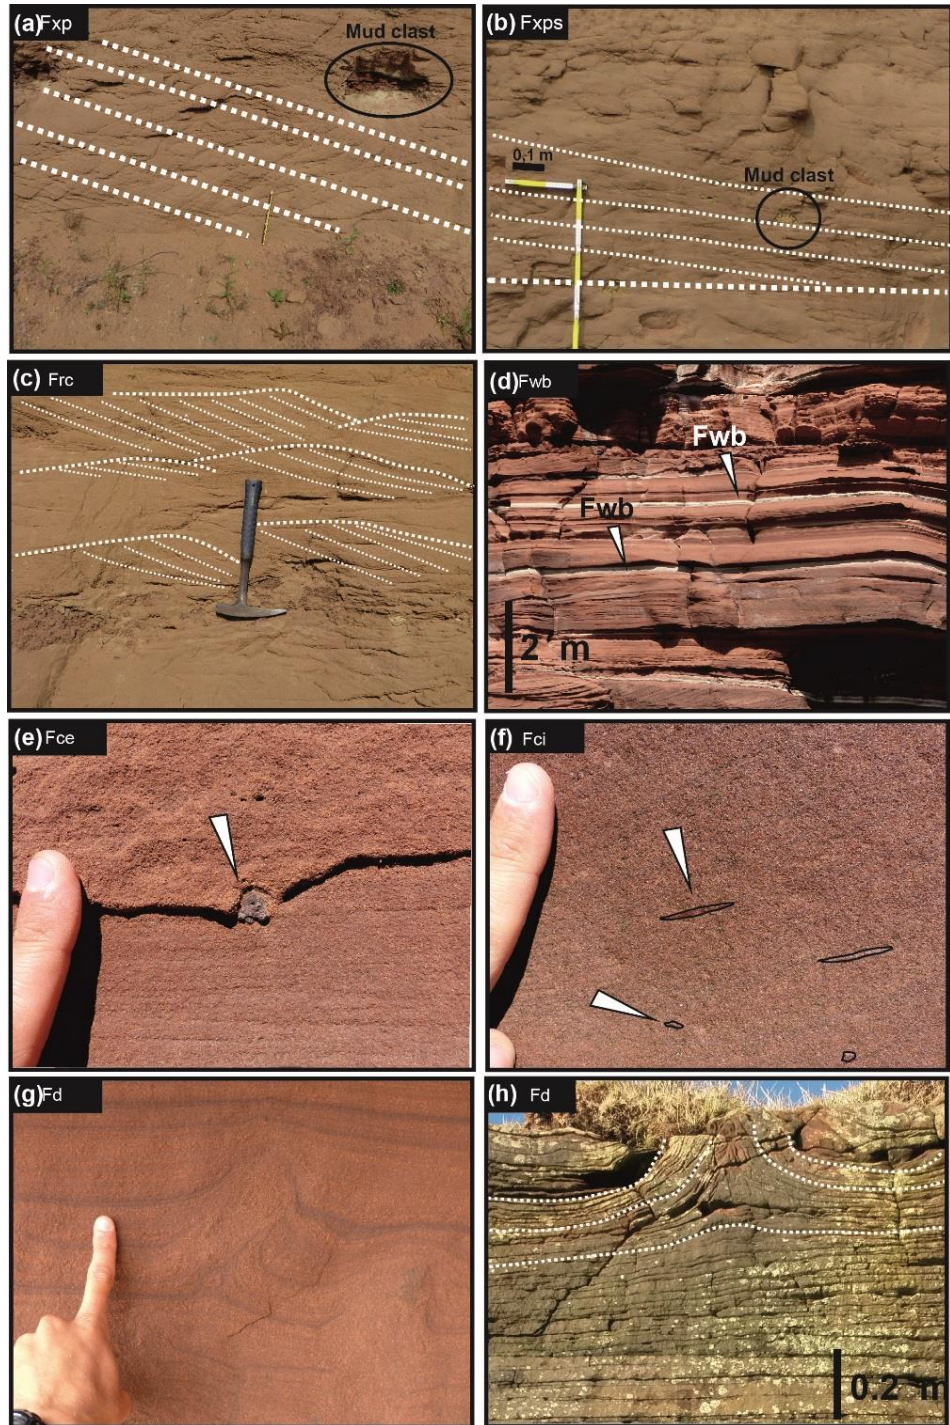 (a) Fxp
Mud clast
(b) Fxps
0,1 m
Mud clast
(c) Frc
(d) Fwb
Fwb
Fwb
2 m
(e) Fce
(f) Fci
(g) Fd
(h) Fd
0.2 m